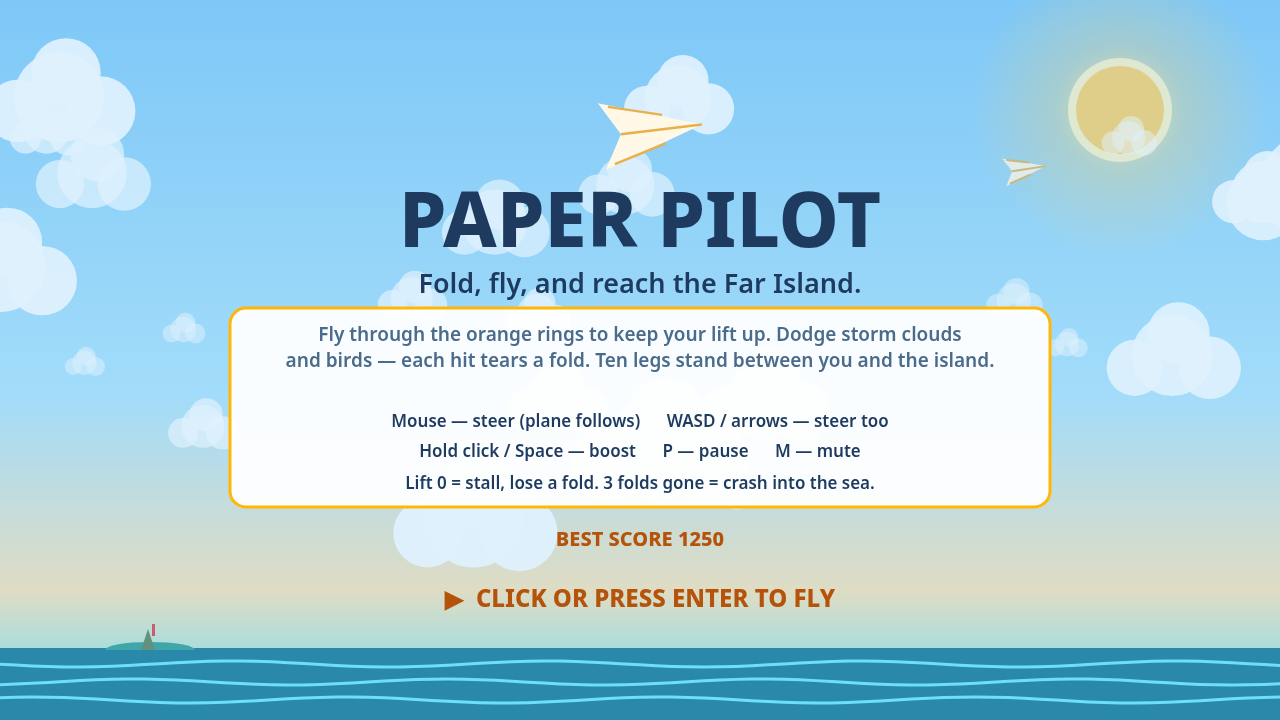 PAPER PILOT
Fold, fly, and reach the Far Island.
Fly through the orange rings to keep your lift up. Dodge storm clouds
and birds — each hit tears a fold. Ten legs stand between you and the island.
Mouse — steer (plane follows) WASD / arrows — steer too
Hold click / Space — boost P — pause M — mute
Lift 0 = stall, lose a fold. 3 folds gone = crash into the sea.
BEST SCORE 1250
▶ CLICK OR PRESS ENTER TO FLY